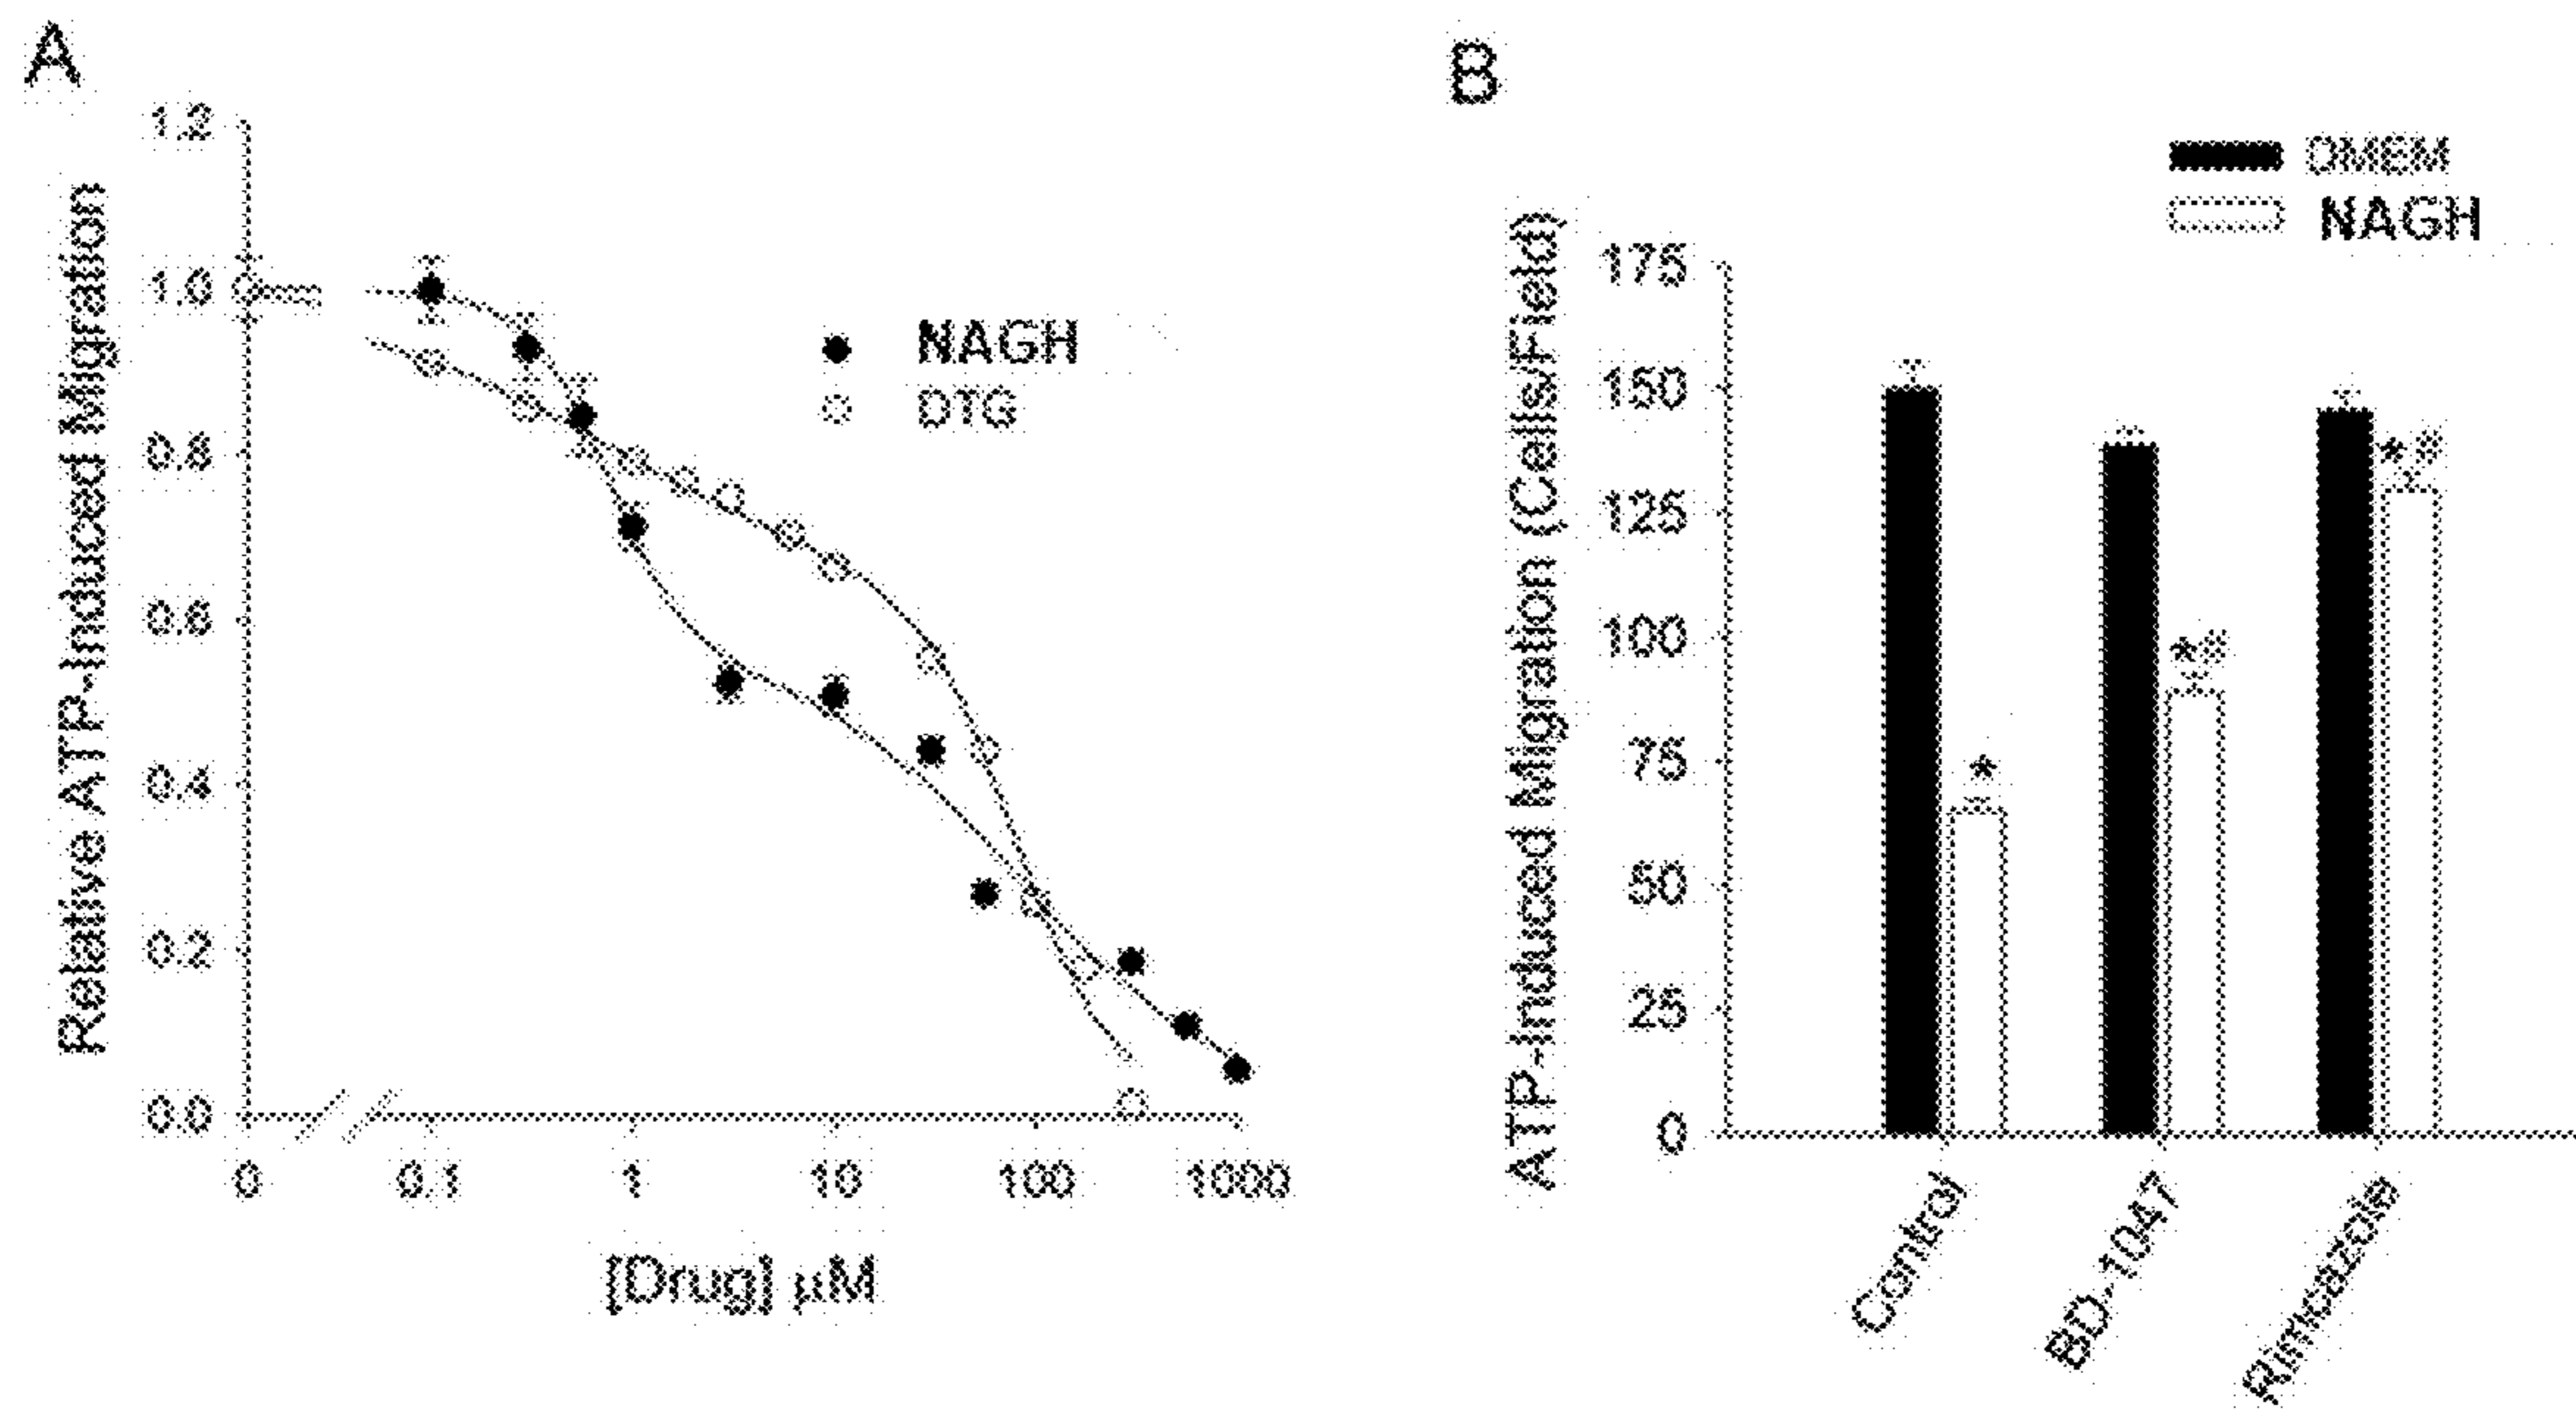 A
Relative ATP-Induced Migration
1.2
1.0
0.8
0.6
0.4
0.2
0.0
NAGH
DTG
0 0.1 1 10 100 1000
[Drug] µM
B
DMEM
NAGH
ATP-Induced Migration (Cells/Field)
175
150
125
100
75
50
25
0
*
*#
*#
Control
BD-1047
Rimcazole